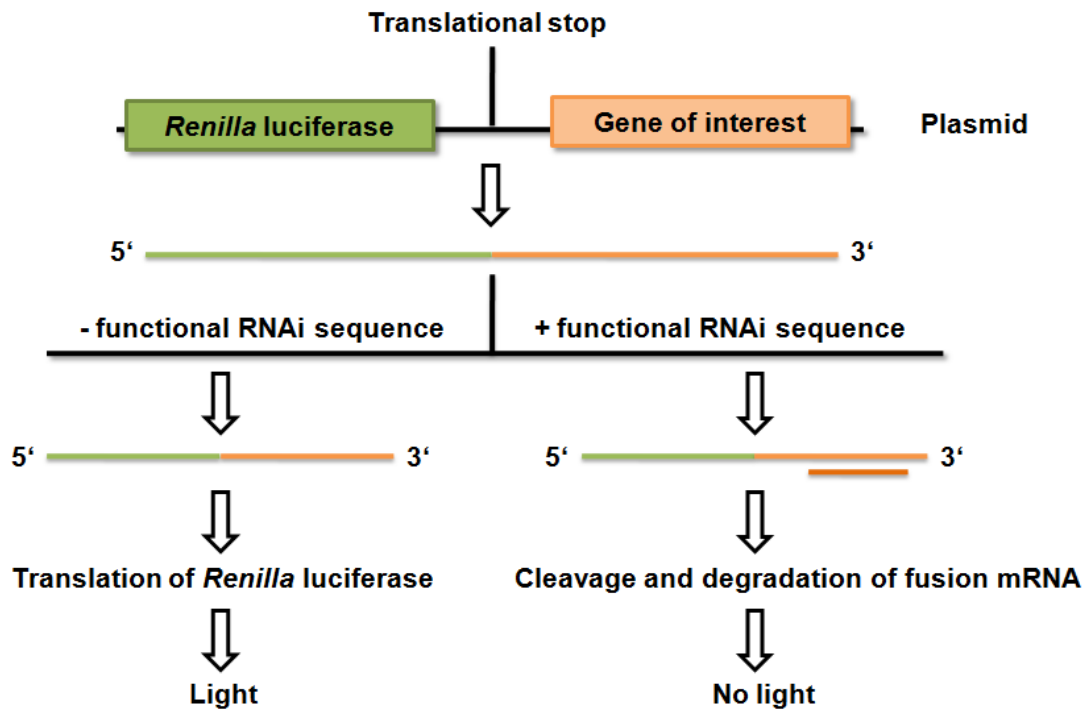 Translational stop
Renilla luciferase
Gene of interest
Plasmid
5‘
3‘
- functional RNAi sequence
+ functional RNAi sequence
5‘
3‘
5‘
3‘
Translation of Renilla luciferase
Cleavage and degradation of fusion mRNA
Light
No light